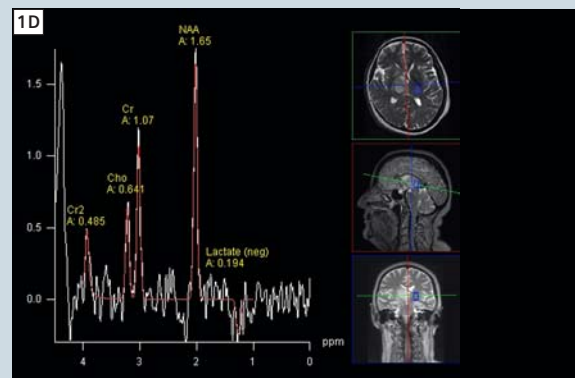 1D
NAA
A: 1.65
1.5
Cr
A: 1.07
1.0
Cho
A: 0.641
0.5
Cr2
A: 0.485
Lactate (neg)
A: 0.194
0.0
ppm
4
3
2
1
0